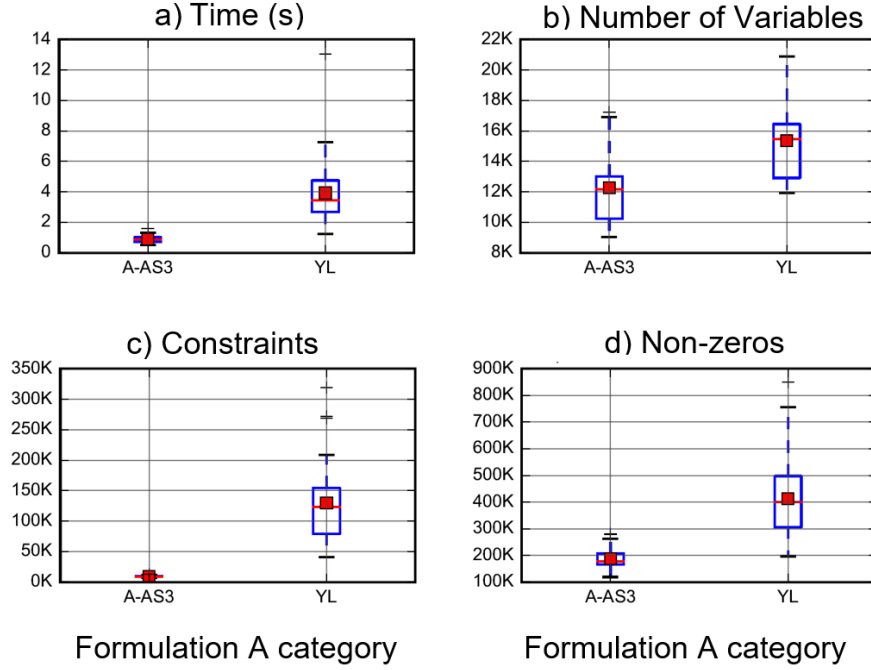 a) Time (s)
14
12
10
8
6
4
2
0
A-AS3 YL
b) Number of Variables
22K
20K
18K
16K
14K
12K
10K
8K
A-AS3 YL
c) Constraints
350K
300K
250K
200K
150K
100K
50K
0K
A-AS3 YL
Formulation A category
d) Non-zeros
900K
800K
700K
600K
500K
400K
300K
200K
100K
A-AS3 YL
Formulation A category